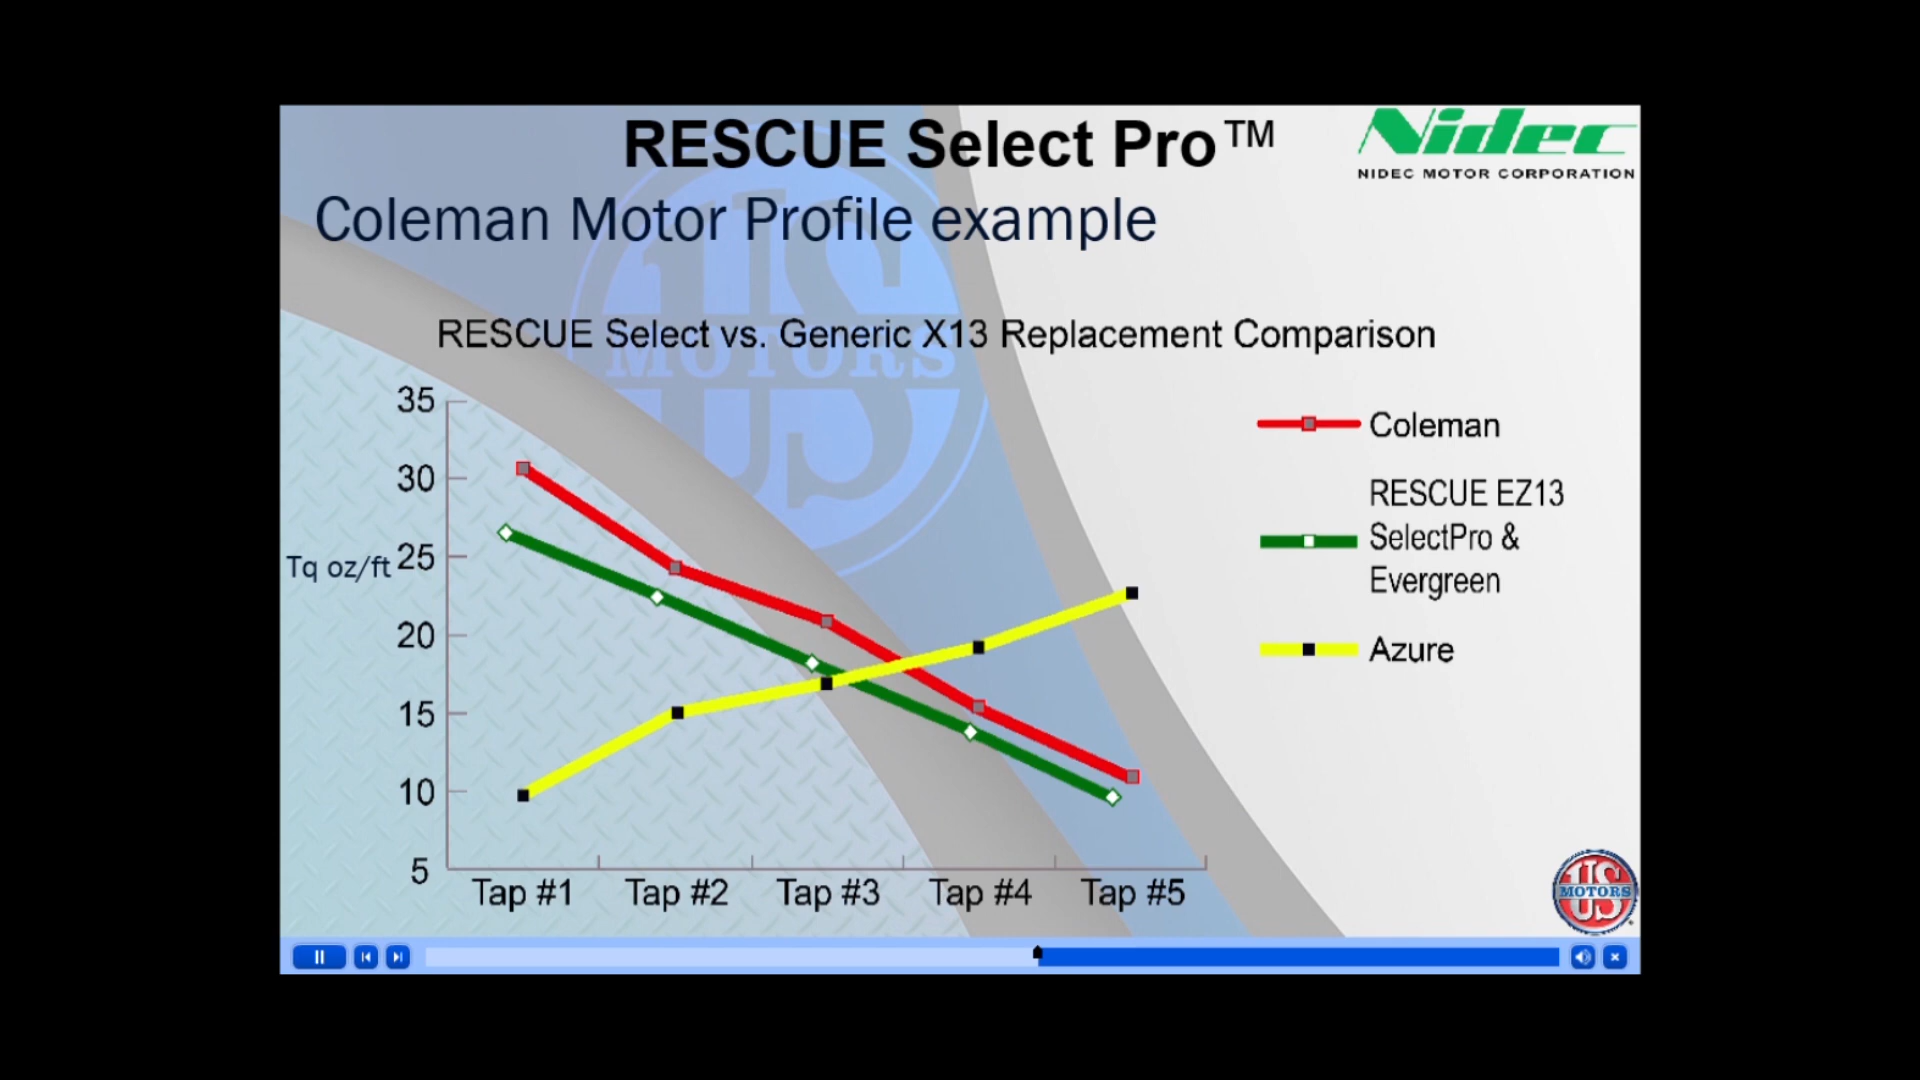 RESCUE Select Pro™
Nidec
NIDEC MOTOR CORPORATION
Coleman Motor Profile example
US
MOTORS
RESCUE Select vs. Generic X13 Replacement Comparison
35
30
25
20
15
10
5
Tq oz/ft
Tap #1
Tap #2
Tap #3
Tap #4
Tap #5
Coleman
RESCUE EZ13
SelectPro &
Evergreen
Azure
US
MOTORS